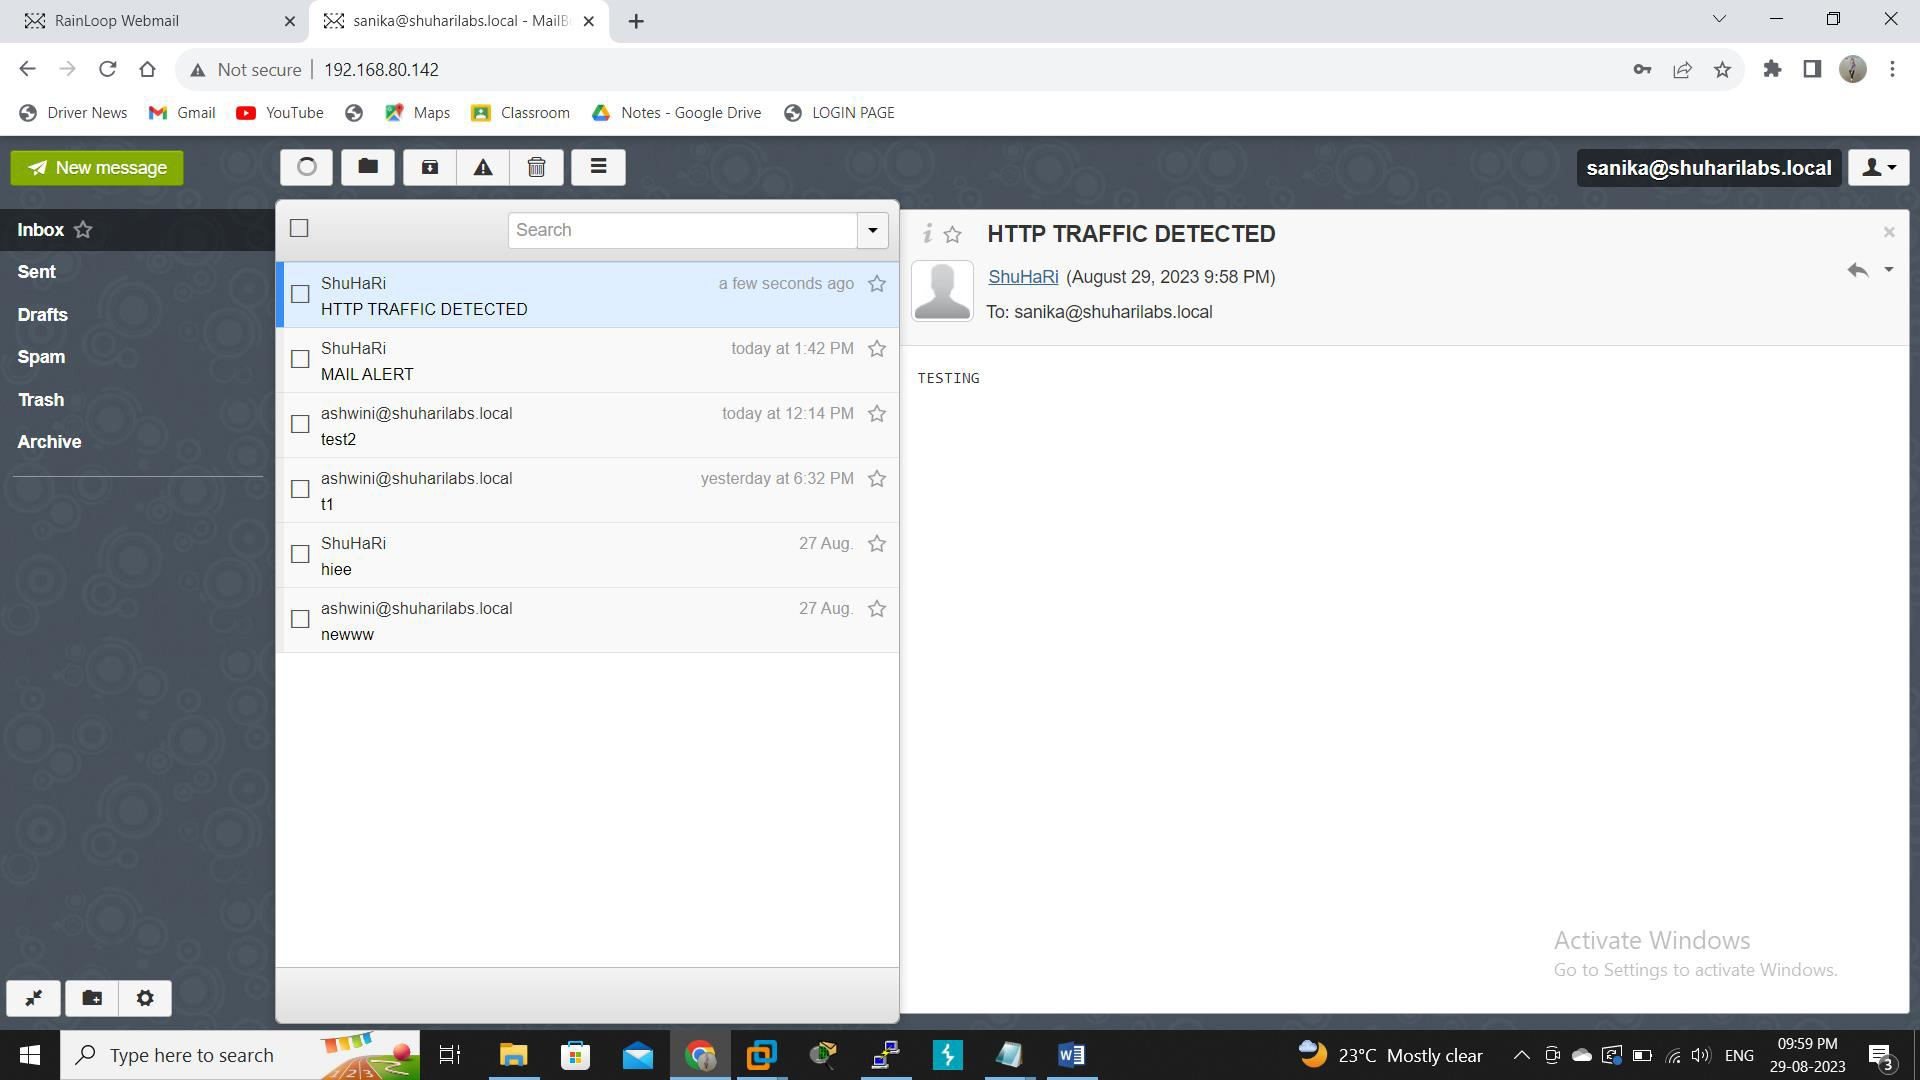 RainLoop Webmail
sanika@shuharilabs.local - MailB
Not secure
192.168.80.142
Driver News
Gmail
YouTube
Maps
Classroom
Notes - Google Drive
LOGIN PAGE
New message
sanika@shuharilabs.local
Inbox
Sent
Drafts
Spam
Trash
Archive
Search
ShuHaRi a few seconds ago
HTTP TRAFFIC DETECTED
ShuHaRi today at 1:42 PM
MAIL ALERT
ashwini@shuharilabs.local today at 12:14 PM
test2
ashwini@shuharilabs.local yesterday at 6:32 PM
t1
ShuHaRi 27 Aug.
hiee
ashwini@shuharilabs.local 27 Aug.
newww
HTTP TRAFFIC DETECTED
ShuHaRi (August 29, 2023 9:58 PM)
To: sanika@shuharilabs.local
TESTING
Activate Windows
Go to Settings to activate Windows.
Type here to search
23°C Mostly clear
ENG
09:59 PM
29-08-2023
3